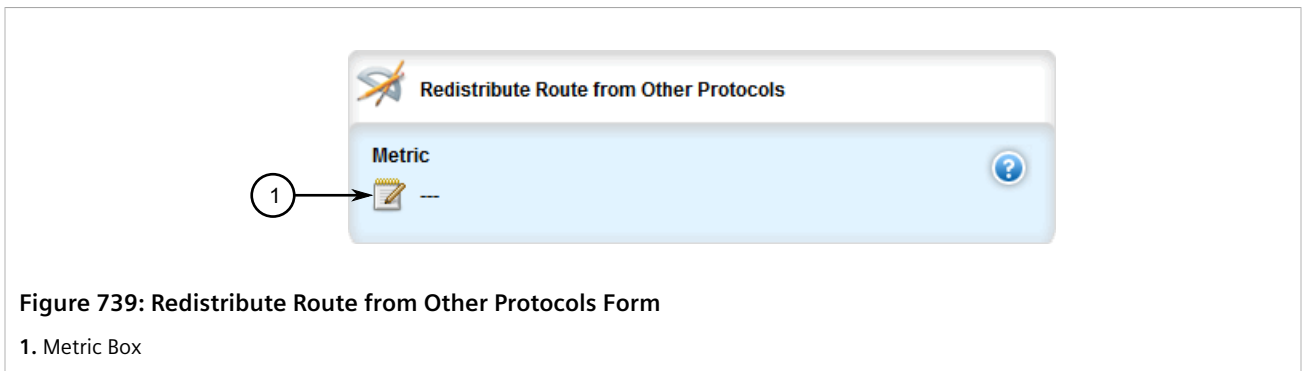 Redistribute Route from Other Protocols
Metric
?
1
---
Figure 739: Redistribute Route from Other Protocols Form
1. Metric Box